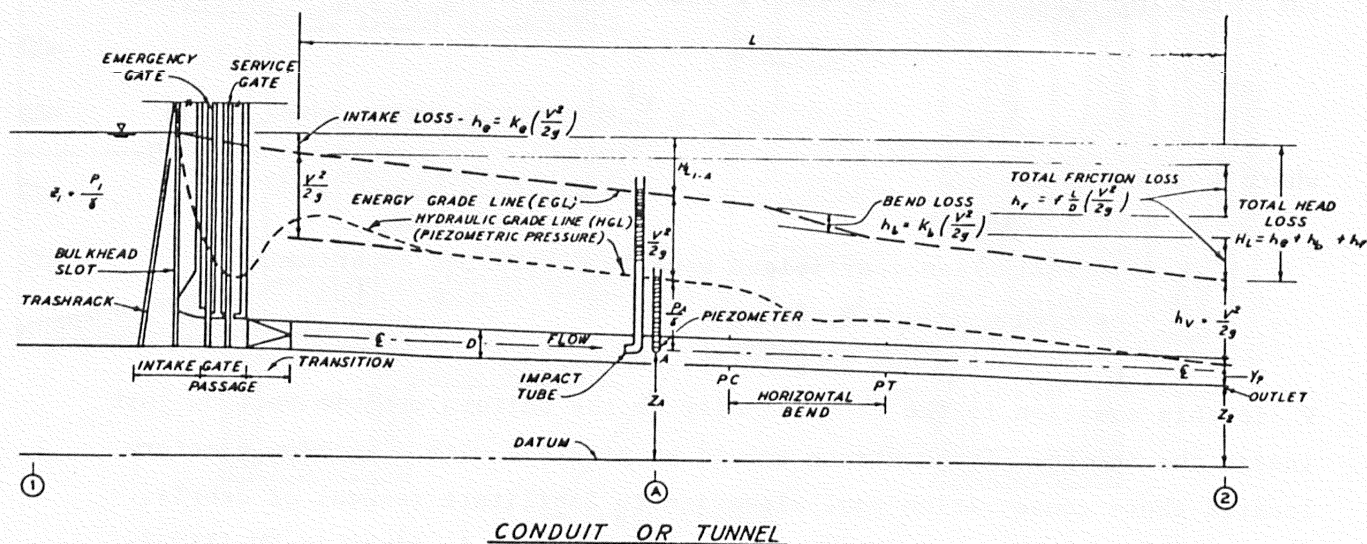 L
EMERGENCY
GATE
SERVICE
GATE
INTAKE LOSS - hₑ = kₑ (V²/2g)
z₁ + P₁/γ
V²/2g
ENERGY GRADE LINE (EGL)
HYDRAULIC GRADE LINE (HGL)
(PIEZOMETRIC PRESSURE)
H_L₁₋A
V²/2g
BEND LOSS
h_b = k_b (V²/2g)
TOTAL FRICTION LOSS
h_f = f L/D (V²/2g)
TOTAL HEAD
LOSS
H_L = hₑ + h_b + h_f
BULKHEAD
SLOT
TRASHRACK
P_A/γ
PIEZOMETER
h_V = V²/2g
℄
D
FLOW
A
℄
Y_P
INTAKE GATE
PASSAGE
TRANSITION
IMPACT
TUBE
Z_A
PC
PT
HORIZONTAL
BEND
OUTLET
Z₂
DATUM
1
A
2
CONDUIT OR TUNNEL